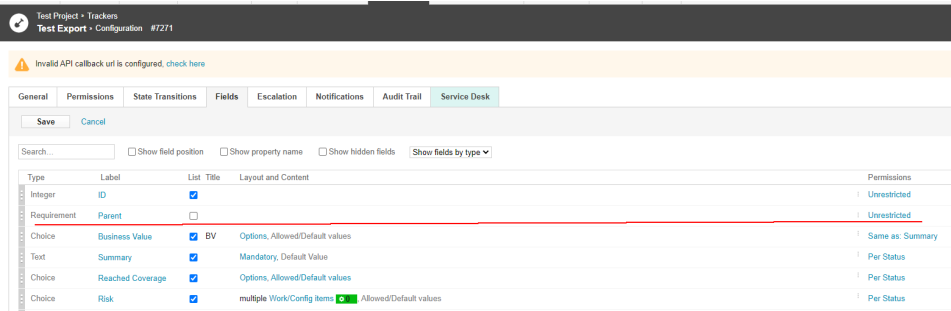 Test Project • Trackers
Test Export • Configuration #7271
Invalid API callback url is configured, check here
General Permissions State Transitions Fields Escalation Notifications Audit Trail Service Desk
Save Cancel
Search... Show field position Show property name Show hidden fields Show fields by type
Type Label List Title Layout and Content Permissions
Integer ID Unrestricted
Requirement Parent Unrestricted
Choice Business Value BV Options, Allowed/Default values Same as: Summary
Text Summary Mandatory, Default Value Per Status
Choice Reached Coverage Options, Allowed/Default values Per Status
Choice Risk multiple Work/Config items 0 Allowed/Default values Per Status